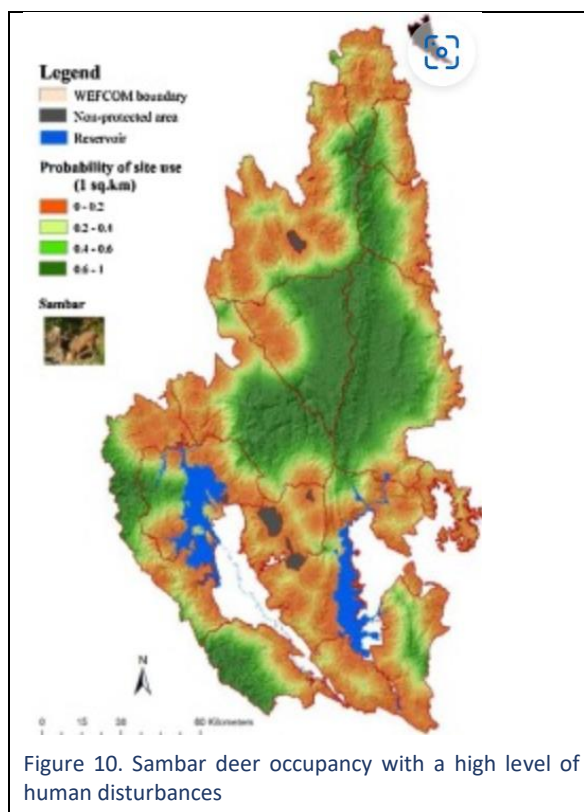 Legend
WEFCOM boundary
Non-protected area
Reservoir
Probability of site use
(1 sq.km)
0 - 0.2
0.2 - 0.4
0.4 - 0.6
0.6 - 1
Sambar
N
0 15 30 60 Kilometers
Figure 10. Sambar deer occupancy with a high level of
human disturbances